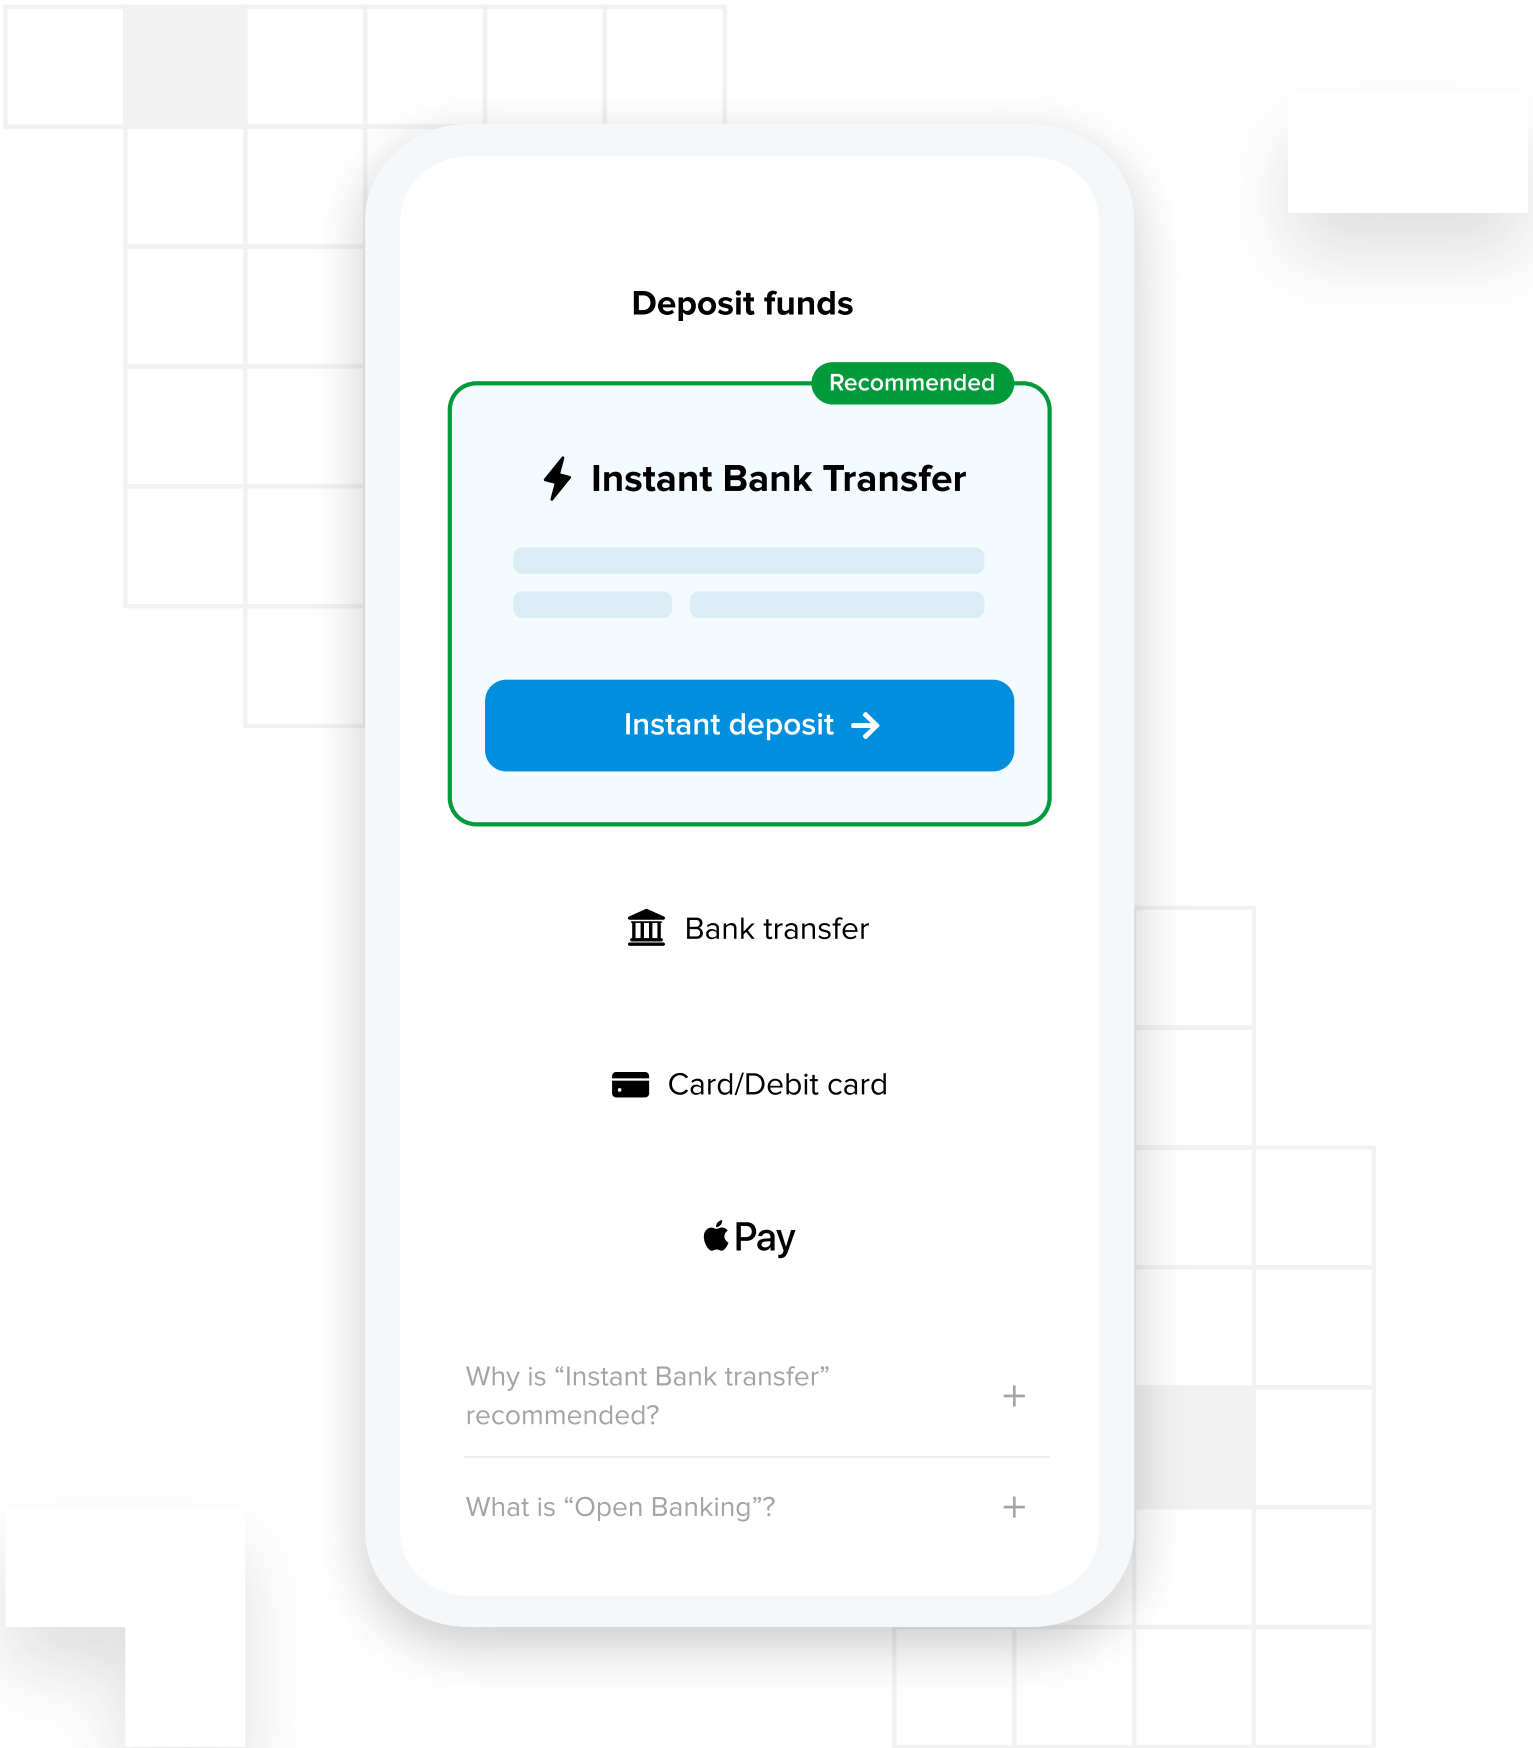 Deposit funds
Recommended
Instant Bank Transfer
Instant deposit
Bank transfer
Card/Debit card
Pay
Why is “Instant Bank transfer”
recommended?
What is “Open Banking”?